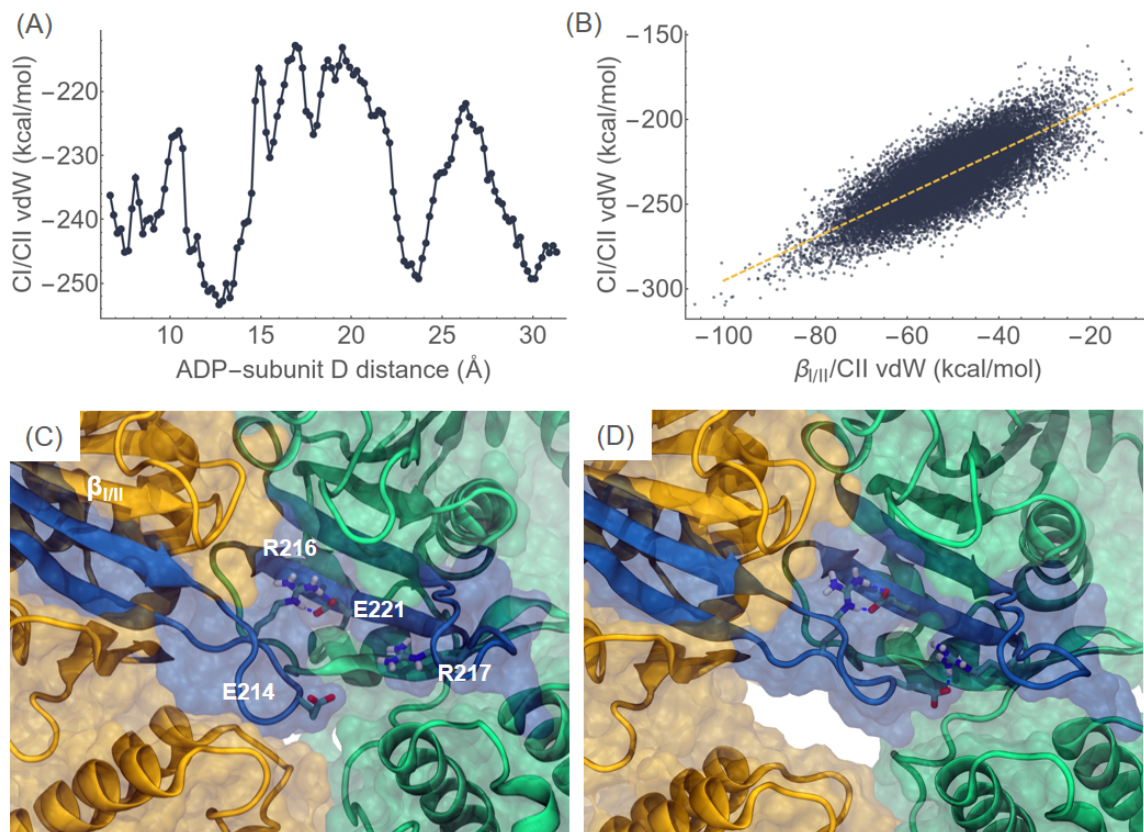 (A)
CI/CII vdW (kcal/mol)
−220
−230
−240
−250
10 15 20 25 30
ADP−subunit D distance (Å)
(B)
CI/CII vdW (kcal/mol)
−150
−200
−250
−300
−100 −80 −60 −40 −20
βI/II/CII vdW (kcal/mol)
(C)
βI/II
R216
E221
R217
E214
(D)